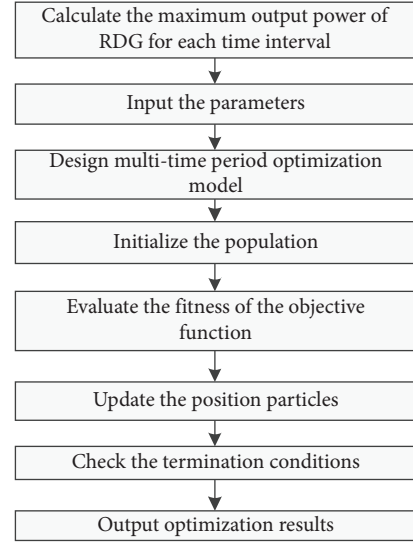 Calculate the maximum output power of
RDG for each time interval
Input the parameters
Design multi-time period optimization
model
Initialize the population
Evaluate the fitness of the objective
function
Update the position particles
Check the termination conditions
Output optimization results